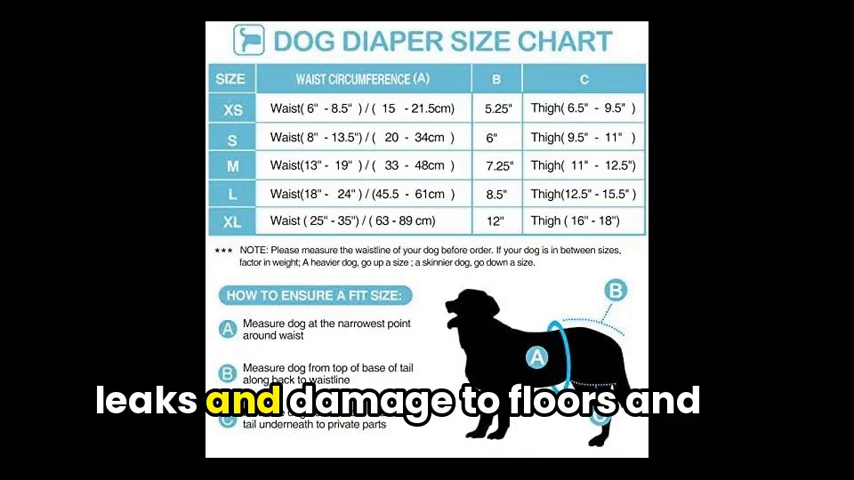 DOG DIAPER SIZE CHART
SIZE WAIST CIRCUMFERENCE (A) B C
XS Waist( 6" - 8.5" ) / ( 15 - 21.5cm) 5.25" Thigh( 6.5" - 9.5" )
S Waist( 8" - 13.5") / ( 20 - 34cm ) 6" Thigh( 9.5" - 11" )
M Waist(13" - 19" ) / ( 33 - 48cm ) 7.25" Thigh( 11" - 12.5")
L Waist(18" - 24" ) / (45.5 - 61cm ) 8.5" Thigh(12.5" - 15.5" )
XL Waist ( 25" - 35") / ( 63 - 89 cm) 12" Thigh ( 16" - 18")
*** NOTE: Please measure the waistline of your dog before order. If your dog is in between sizes,
factor in weight; A heavier dog, go up a size ; a skinnier dog, go down a size.
HOW TO ENSURE A FIT SIZE:
A Measure dog at the narrowest point
around waist
B Measure dog from top of base of tail
along back to waistline
tail underneath to private parts
B
A
C
leaks and damage to floors and